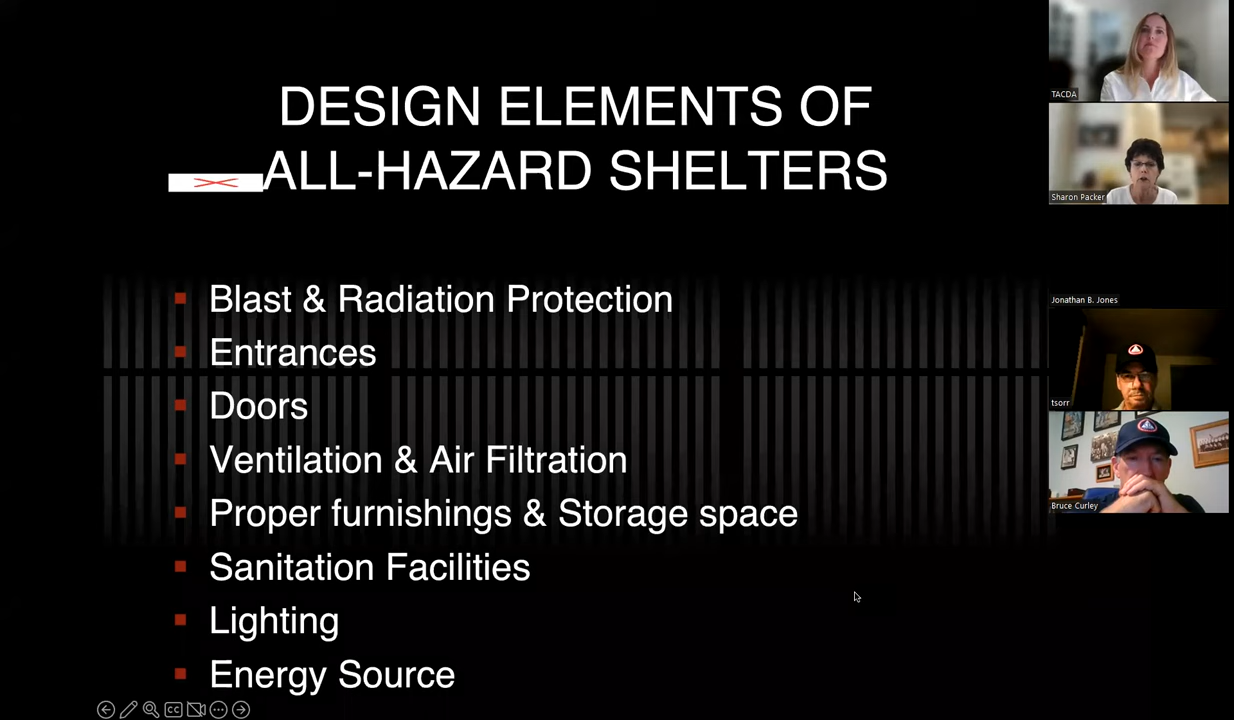 DESIGN ELEMENTS OF
ALL-HAZARD SHELTERS
Blast & Radiation Protection
Entrances
Doors
Ventilation & Air Filtration
Proper furnishings & Storage space
Sanitation Facilities
Lighting
Energy Source
CC
TACDA
Sharon Packer
Jonathan B. Jones
tsorr
Bruce Curley